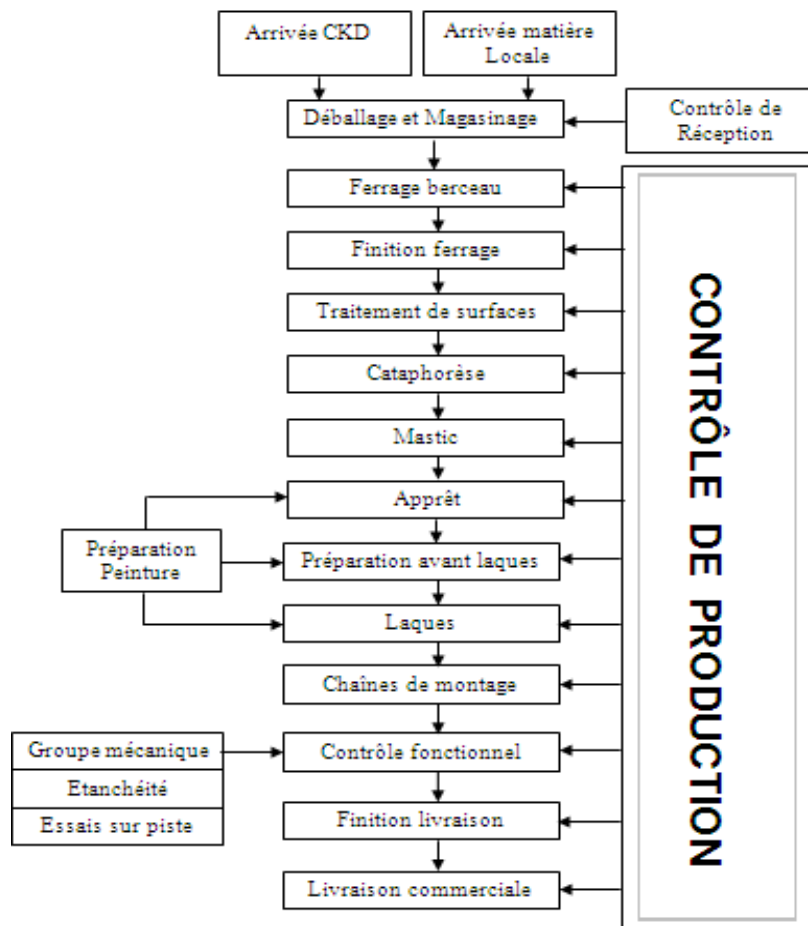 Arrivée CKD
Arrivée matière
Locale
Déballage et Magasinage
Contrôle de
Réception
Ferrage berceau
Finition ferrage
Traitement de surfaces
Cataphorèse
Mastic
Apprêt
Préparation
Peinture
Préparation avant laques
Laques
Chaînes de montage
Groupe mécanique
Etanchéité
Essais sur piste
Contrôle fonctionnel
Finition livraison
Livraison commerciale
CONTRÔLE DE PRODUCTION